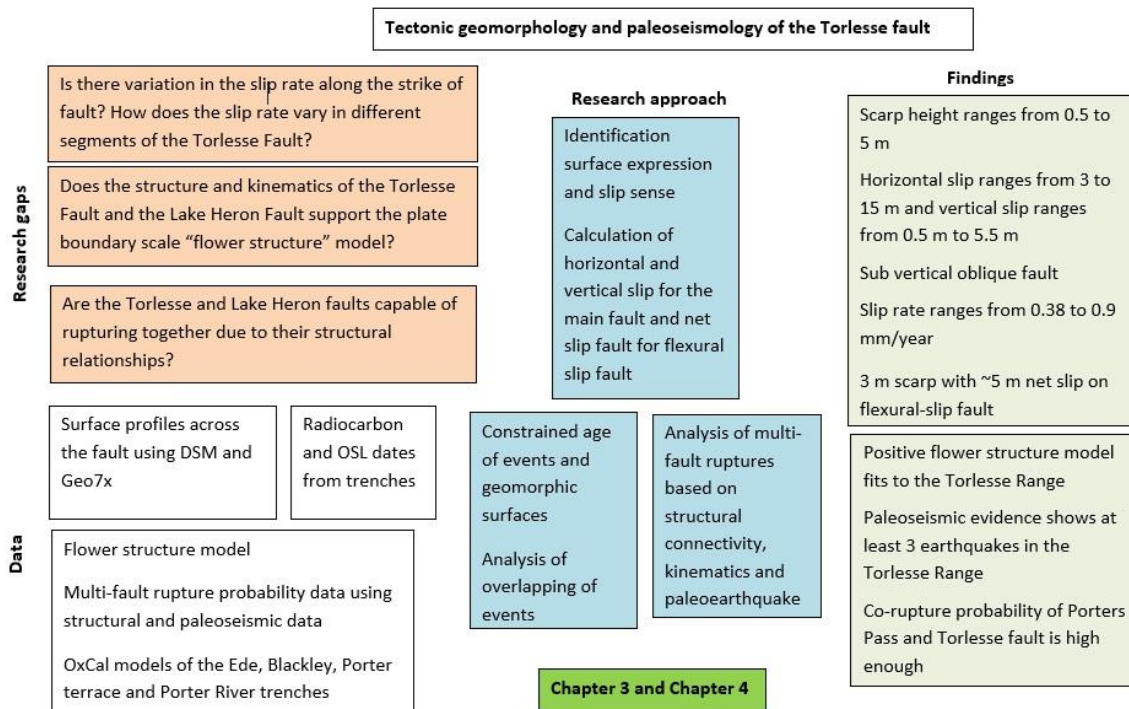 Tectonic geomorphology and paleoseismology of the Torlesse fault
Research gaps
Is there variation in the slip rate along the strike of
fault? How does the slip rate vary in different
segments of the Torlesse Fault?
Does the structure and kinematics of the Torlesse
Fault and the Lake Heron Fault support the plate
boundary scale “flower structure” model?
Are the Torlesse and Lake Heron faults capable of
rupturing together due to their structural
relationships?
Data
Surface profiles across
the fault using DSM and
Geo7x
Radiocarbon
and OSL dates
from trenches
Flower structure model
Multi-fault rupture probability data using
structural and paleoseismic data
OxCal models of the Ede, Blackley, Porter
terrace and Porter River trenches
Research approach
Identification
surface expression
and slip sense
Calculation of
horizontal and
vertical slip for the
main fault and net
slip fault for flexural
slip fault
Constrained age
of events and
geomorphic
surfaces
Analysis of
overlapping of
events
Analysis of multi-
fault ruptures
based on
structural
connectivity,
kinematics and
paleoearthquake
Chapter 3 and Chapter 4
Findings
Scarp height ranges from 0.5 to
5 m
Horizontal slip ranges from 3 to
15 m and vertical slip ranges
from 0.5 m to 5.5 m
Sub vertical oblique fault
Slip rate ranges from 0.38 to 0.9
mm/year
3 m scarp with ~5 m net slip on
flexural-slip fault
Positive flower structure model
fits to the Torlesse Range
Paleoseismic evidence shows at
least 3 earthquakes in the
Torlesse Range
Co-rupture probability of Porters
Pass and Torlesse fault is high
enough